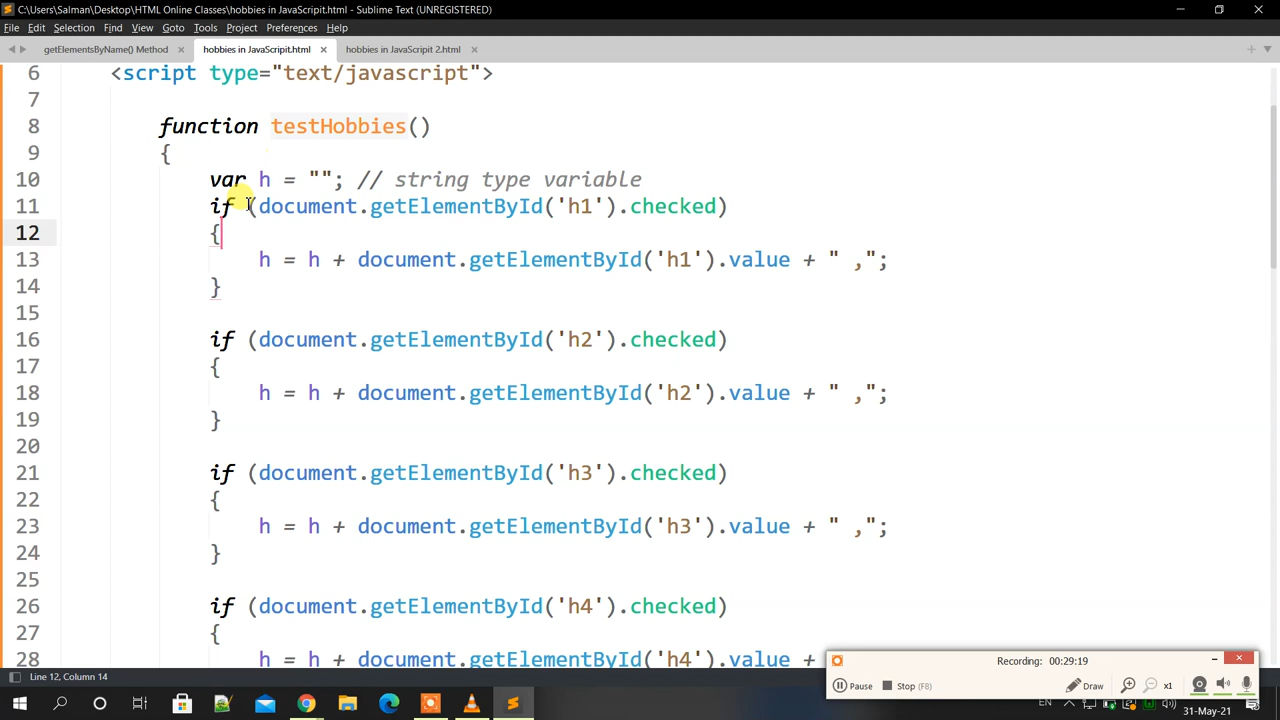 C:\Users\Salman\Desktop\HTML Online Classes\hobbies in JavaScripit.html - Sublime Text (UNREGISTERED)
File Edit Selection Find View Goto Tools Project Preferences Help
getElementsByName() Method hobbies in JavaScripit.html hobbies in JavaScripit 2.html
6 <script type="text/javascript">
7
8 function testHobbies()
9 {
10 var h = ""; // string type variable
11 if (document.getElementById('h1').checked)
12 {
13 h = h + document.getElementById('h1').value + " ,";
14 }
15
16 if (document.getElementById('h2').checked)
17 {
18 h = h + document.getElementById('h2').value + " ,";
19 }
20
21 if (document.getElementById('h3').checked)
22 {
23 h = h + document.getElementById('h3').value + " ,";
24 }
25
26 if (document.getElementById('h4').checked)
27 {
28 h = h + document.getElementById('h4').value +
Recording: 00:29:19
Pause Stop (F8) Draw x1
Line 12, Column 14
EN 31-May-21